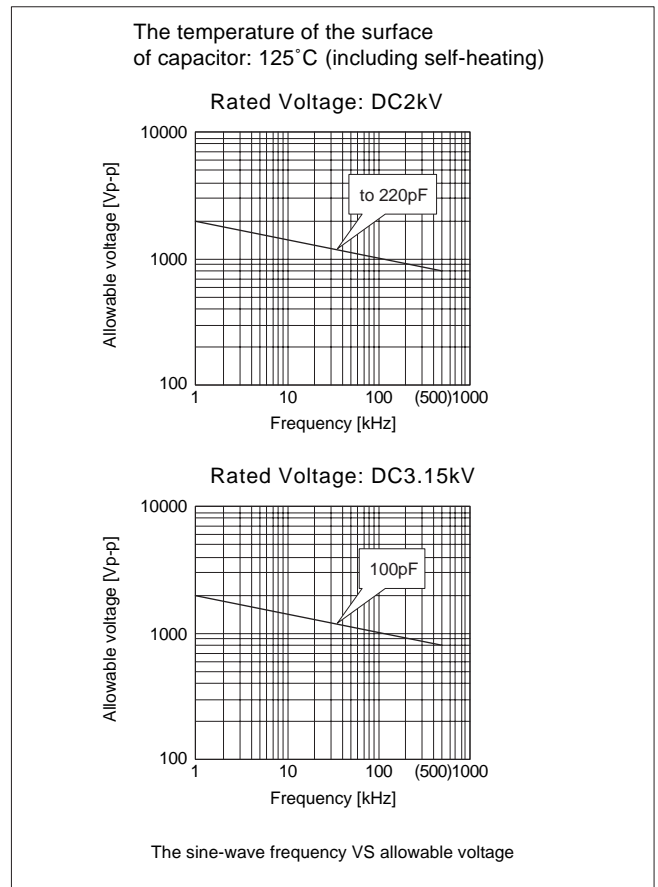 The temperature of the surface
of capacitor: 125˚C (including self-heating)
Rated Voltage: DC2kV
10000
Allowable voltage [Vp-p]
to 220pF
1000
100
1 10 100 (500)1000
Frequency [kHz]
Rated Voltage: DC3.15kV
10000
Allowable voltage [Vp-p]
100pF
1000
100
1 10 100 (500)1000
Frequency [kHz]
The sine-wave frequency VS allowable voltage